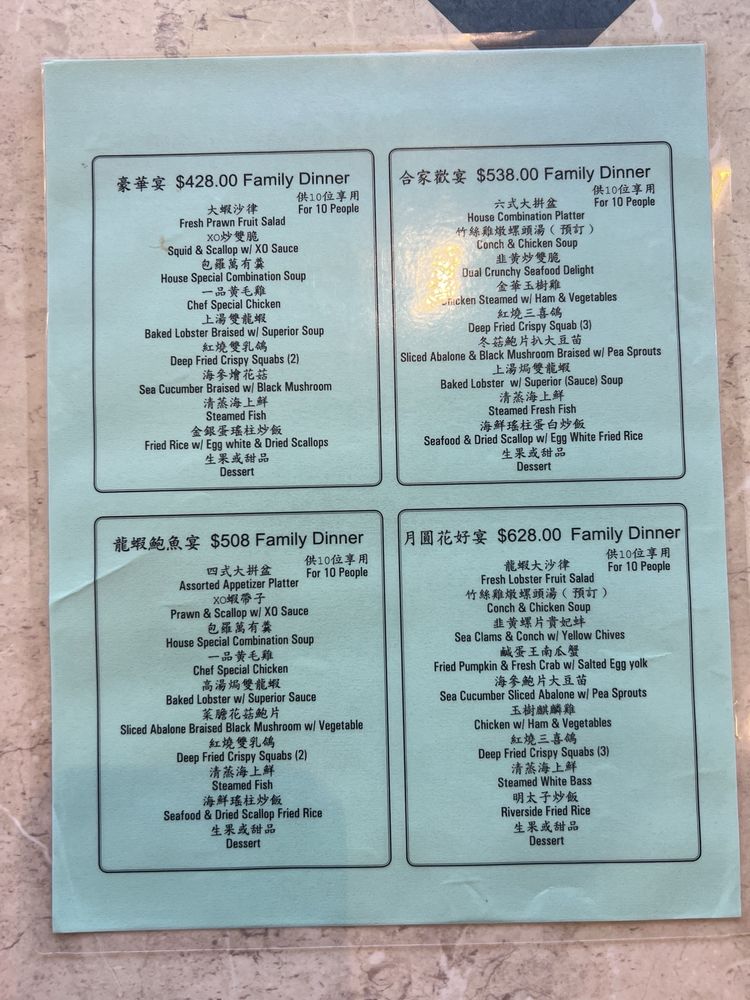 豪華宴 $428.00 Family Dinner
供10位享用
For 10 People
大蝦沙律
Fresh Prawn Fruit Salad
XO炒雙脆
Squid & Scallop w/ XO Sauce
包羅萬有羹
House Special Combination Soup
一品黃毛雞
Chef Special Chicken
上湯雙龍蝦
Baked Lobster Braised w/ Superior Soup
紅燒雙乳鴿
Deep Fried Crispy Squabs (2)
海參燴花菇
Sea Cucumber Braised w/ Black Mushroom
清蒸海上鮮
Steamed Fish
金銀蛋瑤柱炒飯
Fried Rice w/ Egg white & Dried Scallops
生果或甜品
Dessert
合家歡宴 $538.00 Family Dinner
供10位享用
For 10 People
六式大拼盆
House Combination Platter
竹絲雞燉螺頭湯（預訂）
Conch & Chicken Soup
韭黃炒雙脆
Dual Crunchy Seafood Delight
金華玉樹雞
Chicken Steamed w/ Ham & Vegetables
紅燒三喜鴿
Deep Fried Crispy Squab (3)
冬菇鮑片扒大豆苗
Sliced Abalone & Black Mushroom Braised w/ Pea Sprouts
上湯焗雙龍蝦
Baked Lobster w/ Superior (Sauce) Soup
清蒸海上鮮
Steamed Fresh Fish
海鮮瑤柱蛋白炒飯
Seafood & Dried Scallop w/ Egg White Fried Rice
生果或甜品
Dessert
龍蝦鮑魚宴 $508 Family Dinner
供10位享用
For 10 People
四式大拼盆
Assorted Appetizer Platter
XO蝦帶子
Prawn & Scallop w/ XO Sauce
包羅萬有羹
House Special Combination Soup
一品黃毛雞
Chef Special Chicken
高湯焗雙龍蝦
Baked Lobster w/ Superior Sauce
菜膽花菇鮑片
Sliced Abalone Braised Black Mushroom w/ Vegetable
紅燒雙乳鴿
Deep Fried Crispy Squabs (2)
清蒸海上鮮
Steamed Fish
海鮮瑤柱炒飯
Seafood & Dried Scallop Fried Rice
生果或甜品
Dessert
月圓花好宴 $628.00 Family Dinner
供10位享用
For 10 People
龍蝦大沙律
Fresh Lobster Fruit Salad
竹絲雞燉螺頭湯（預訂）
Conch & Chicken Soup
韭黃螺片貴妃蚌
Sea Clams & Conch w/ Yellow Chives
鹹蛋王南瓜蟹
Fried Pumpkin & Fresh Crab w/ Salted Egg yolk
海參鮑片大豆苗
Sea Cucumber Sliced Abalone w/ Pea Sprouts
玉樹麒麟雞
Chicken w/ Ham & Vegetables
紅燒三喜鴿
Deep Fried Crispy Squabs (3)
清蒸海上鮮
Steamed White Bass
明太子炒飯
Riverside Fried Rice
生果或甜品
Dessert